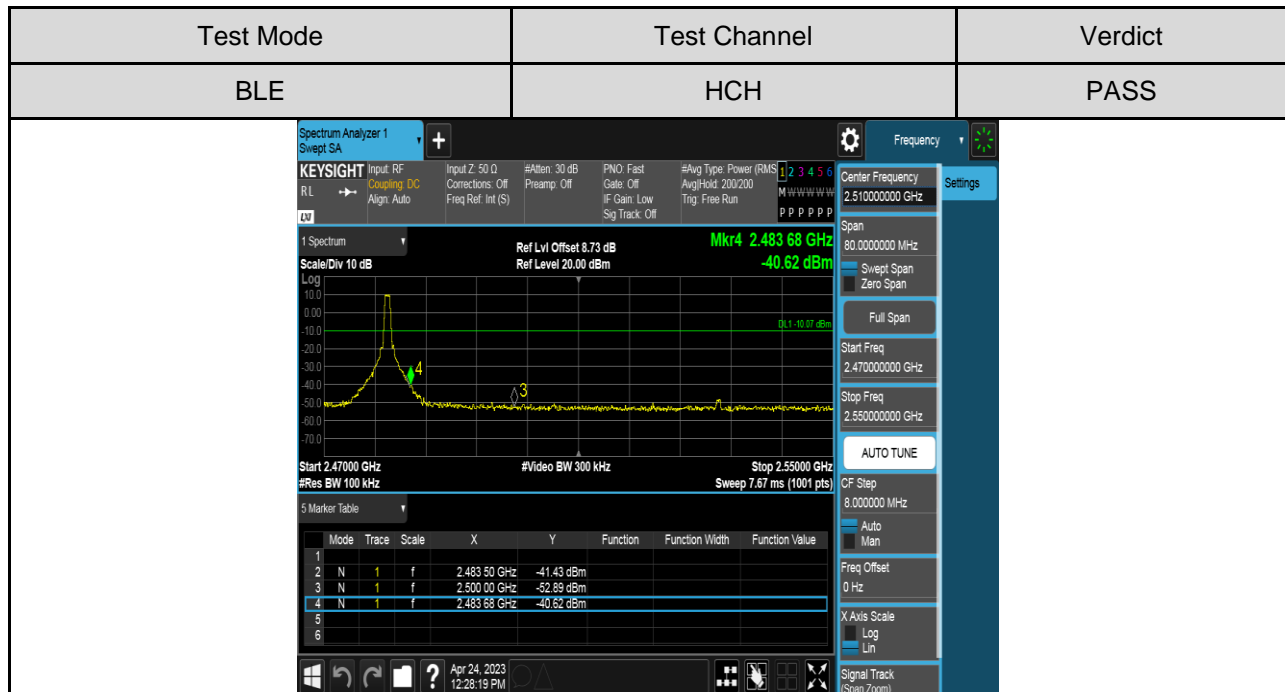 Test Mode Test Channel Verdict
BLE HCH PASS
Spectrum Analyzer 1
Swept SA
+
Frequency
KEYSIGHT
RL
LXI
Input: RF
Coupling: DC
Align: Auto
Input Z: 50 Ω
Corrections: Off
Freq Ref: Int (S)
#Atten: 30 dB
Preamp: Off
PNO: Fast
Gate: Off
IF Gain: Low
Sig Track: Off
#Avg Type: Power (RMS
Avg|Hold: 200/200
Trig: Free Run
1 2 3 4 5 6
M W W W W W
P P P P P P
1 Spectrum
Scale/Div 10 dB
Ref Lvl Offset 8.73 dB
Ref Level 20.00 dBm
Mkr4 2.483 68 GHz
-40.62 dBm
Log
10.0
0.00
-10.0
-20.0
-30.0
-40.0
-50.0
-60.0
-70.0
DL1 -10.07 dBm
4
3
Start 2.47000 GHz
#Res BW 100 kHz
#Video BW 300 kHz
Stop 2.55000 GHz
Sweep 7.67 ms (1001 pts)
5 Marker Table
Mode Trace Scale X Y Function Function Width Function Value
1
2 N 1 f 2.483 50 GHz -41.43 dBm
3 N 1 f 2.500 00 GHz -52.89 dBm
4 N 1 f 2.483 68 GHz -40.62 dBm
5
6
?
Apr 24, 2023
12:28:19 PM
Center Frequency
2.510000000 GHz
Settings
Span
80.0000000 MHz
Swept Span
Zero Span
Full Span
Start Freq
2.470000000 GHz
Stop Freq
2.550000000 GHz
AUTO TUNE
CF Step
8.000000 MHz
Auto
Man
Freq Offset
0 Hz
X Axis Scale
Log
Lin
Signal Track
(Span Zoom)